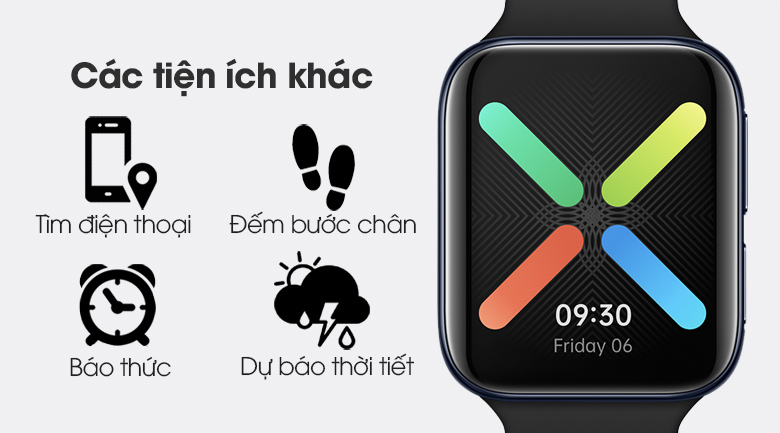 Các tiện ích khác
Tìm điện thoại
Đếm bước chân
Báo thức
Dự báo thời tiết
09:30
Friday 06